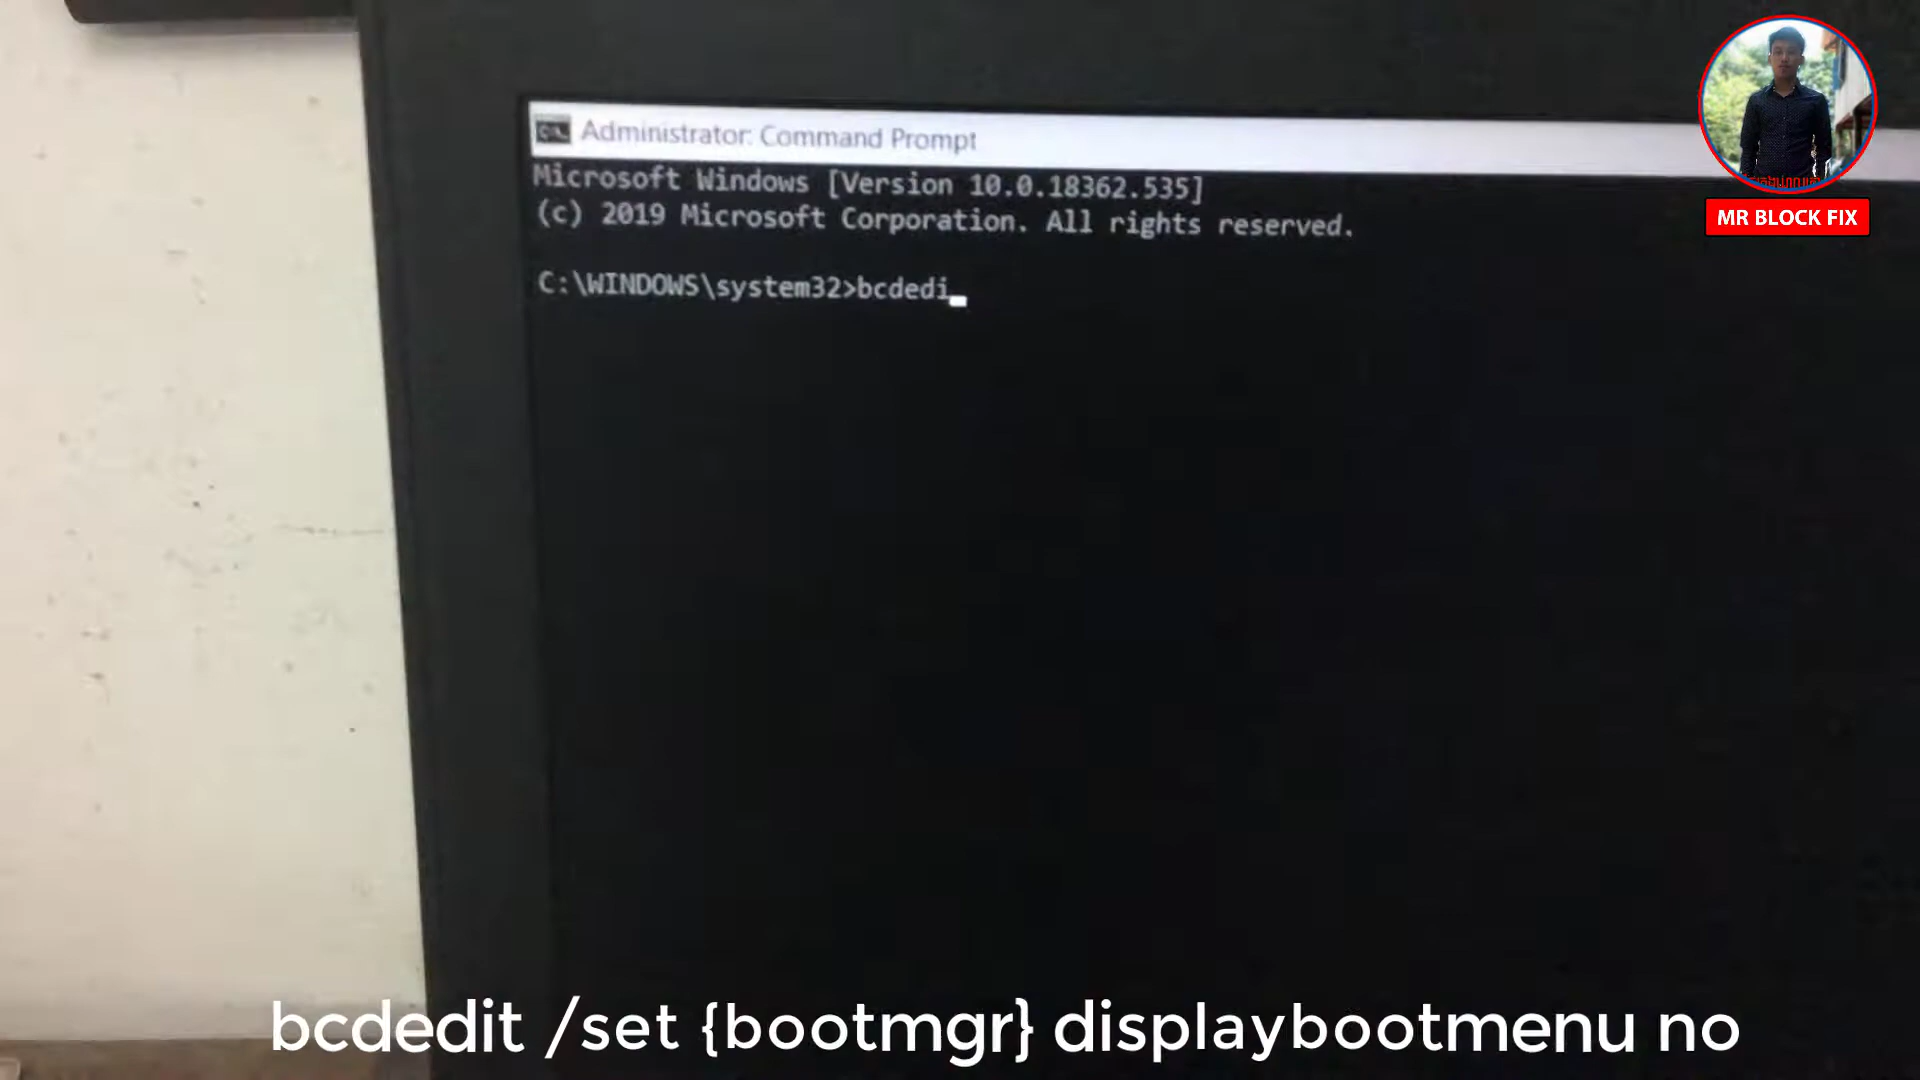 Administrator: Command Prompt
Microsoft Windows [Version 10.0.18362.535]
(c) 2019 Microsoft Corporation. All rights reserved.
C:\WINDOWS\system32>bcdedi_
MR BLOCK FIX
bcdedit /set {bootmgr} displaybootmenu no